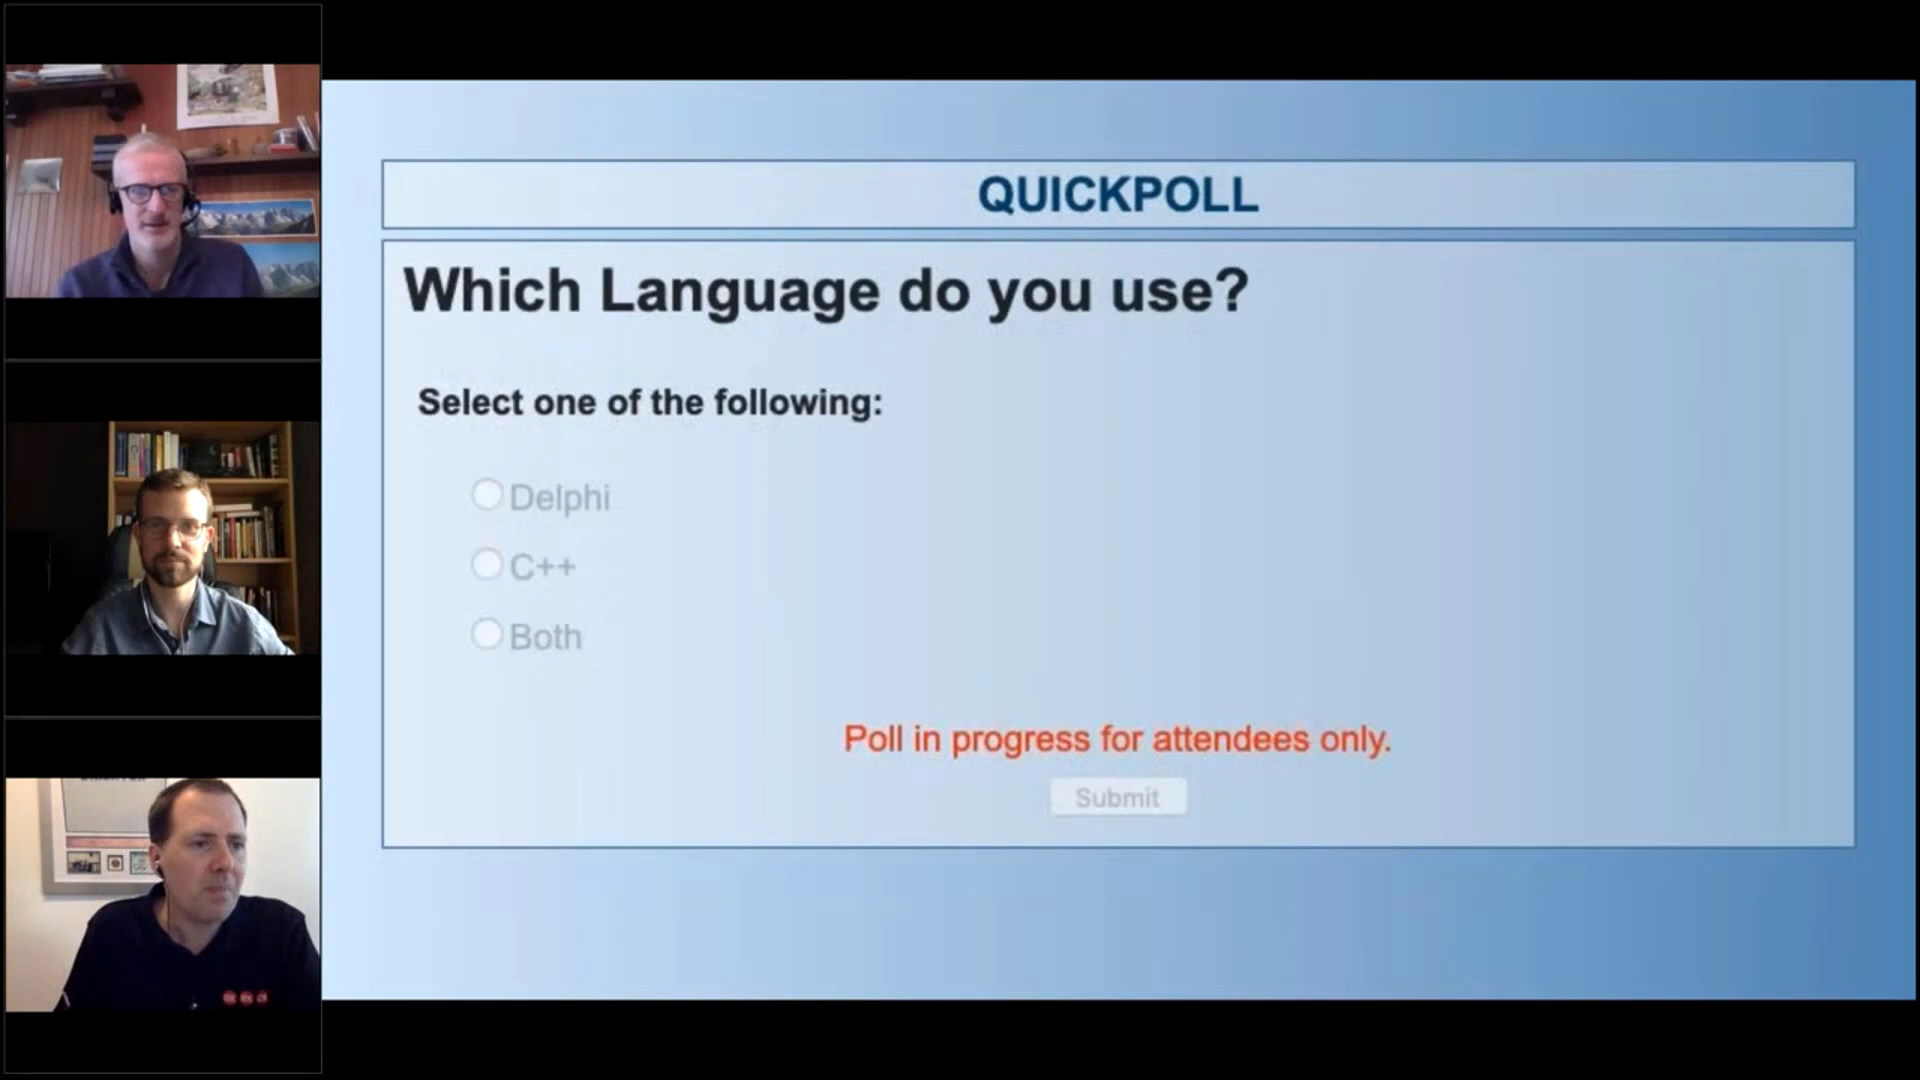 QUICKPOLL
Which Language do you use?
Select one of the following:
Delphi
C++
Both
Poll in progress for attendees only.
Submit